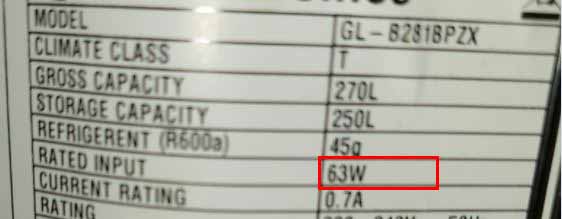 MODEL GL-B281BPZX
CLIMATE CLASS T
GROSS CAPACITY 270L
STORAGE CAPACITY 250L
REFRIGERENT (R600a) 45g
RATED INPUT 63W
CURRENT RATING 0.7A
RATING